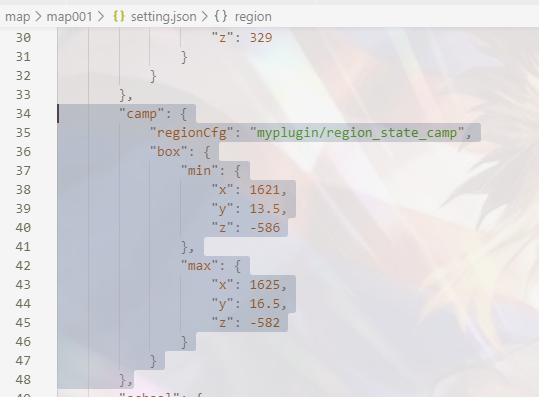 map > map001 > {} setting.json > {} region
30 "z": 329
31 }
32 }
33 },
34 "camp": {
35 "regionCfg": "myplugin/region_state_camp",
36 "box": {
37 "min": {
38 "x": 1621,
39 "y": 13.5,
40 "z": -586
41 },
42 "max": {
43 "x": 1625,
44 "y": 16.5,
45 "z": -582
46 }
47 }
48 },